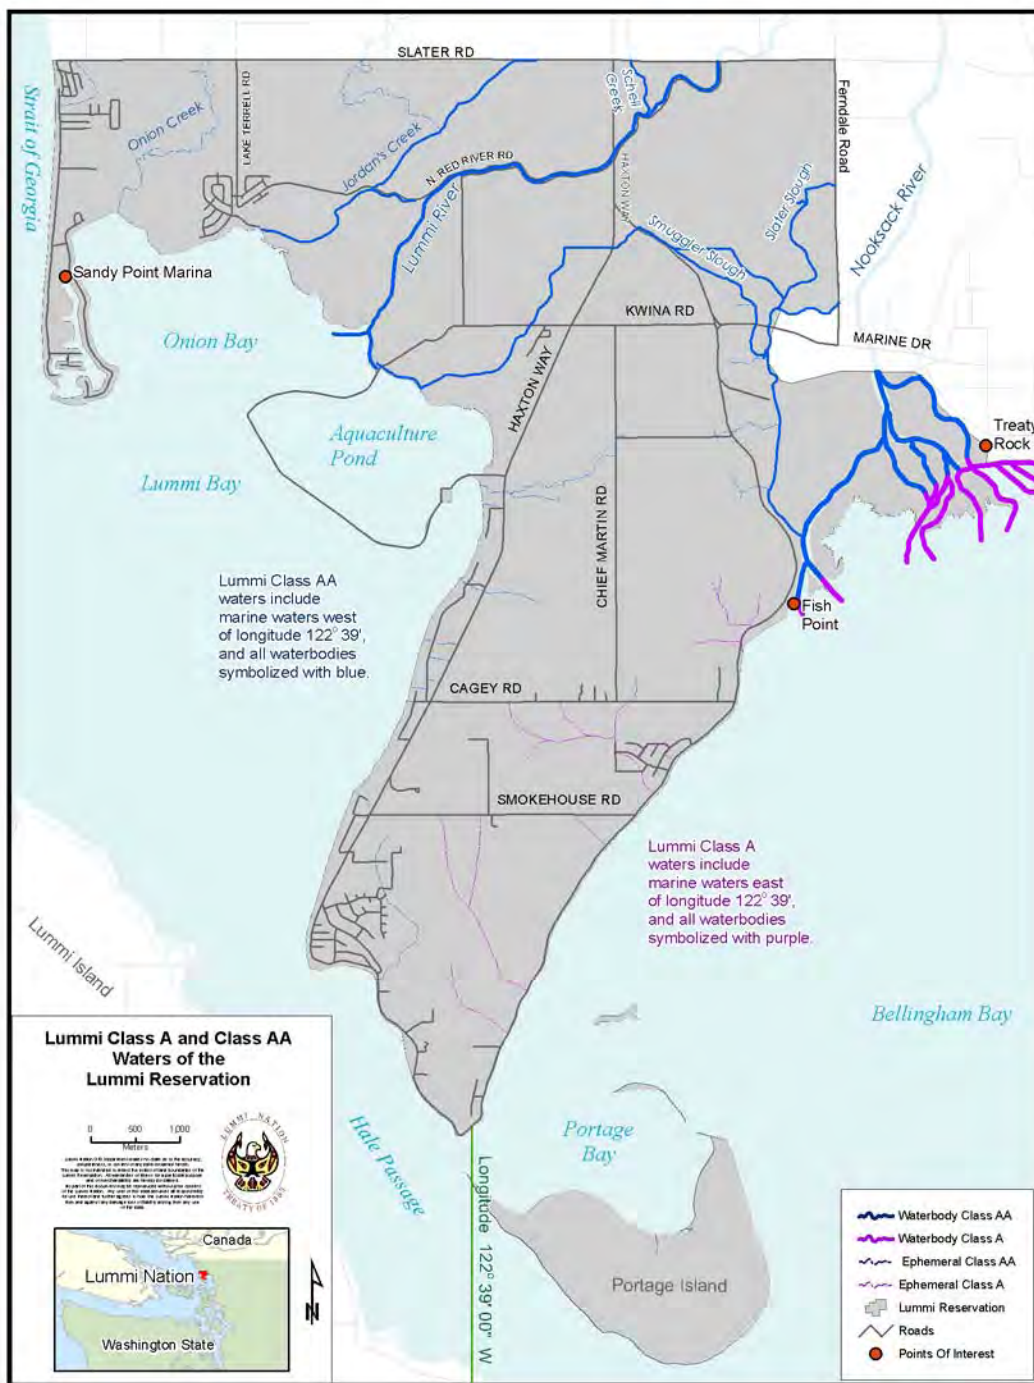 SLATER RD
Strait of Georgia
Onion Creek
LAKE TERRELL RD
Jordan's Creek
N. RED RIVER RD
Lummi River
Schell
Creek
HAXTON WAY
Ferndale Road
Smuggler Slough
Slater Slough
Nooksack River
Sandy Point Marina
Onion Bay
KWINA RD
MARINE DR
HAXTON WAY
Aquaculture
Pond
Treaty
Rock
Lummi Bay
CHIEF MARTIN RD
Lummi Class AA
waters include
marine waters west
of longitude 122° 39',
and all waterbodies
symbolized with blue.
Fish
Point
CAGEY RD
SMOKEHOUSE RD
Lummi Class A
waters include
marine waters east
of longitude 122° 39',
and all waterbodies
symbolized with purple.
Lummi Island
Bellingham Bay
Hale Passage
Portage
Bay
Longitude 122° 39' 00" W
Portage Island
Lummi Class A and Class AA
Waters of the
Lummi Reservation
0 500 1,000
Meters
LUMMI NATION
TREATY OF 1855
Canada
Lummi Nation
Washington State
N
Waterbody Class AA
Waterbody Class A
Ephemeral Class AA
Ephemeral Class A
Lummi Reservation
Roads
Points Of Interest